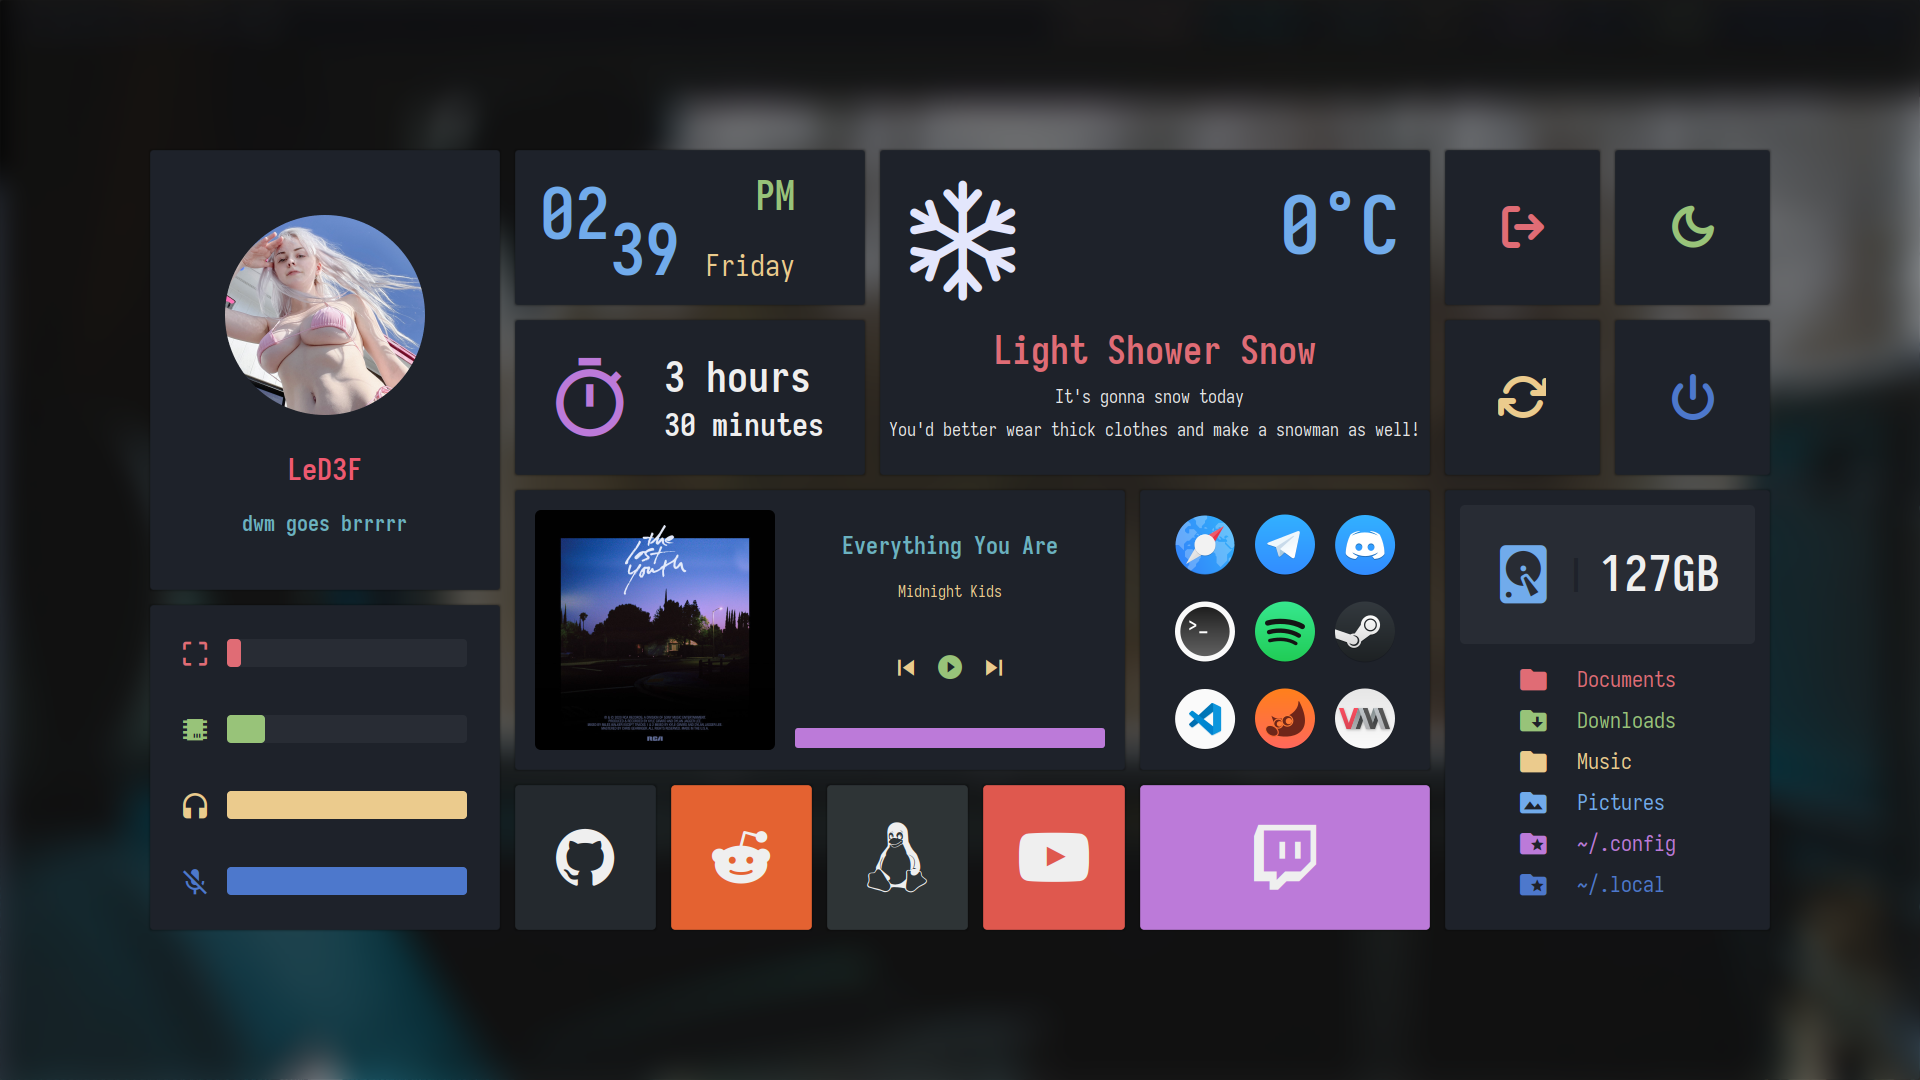 LeD3F
dwm goes brrrrr
02
39
PM
Friday
3 hours
30 minutes
0°C
Light Shower Snow
It's gonna snow today
You'd better wear thick clothes and make a snowman as well!
the
lost
youth
RCA
Everything You Are
Midnight Kids
>_
VM
127GB
Documents
Downloads
Music
Pictures
~/.config
~/.local